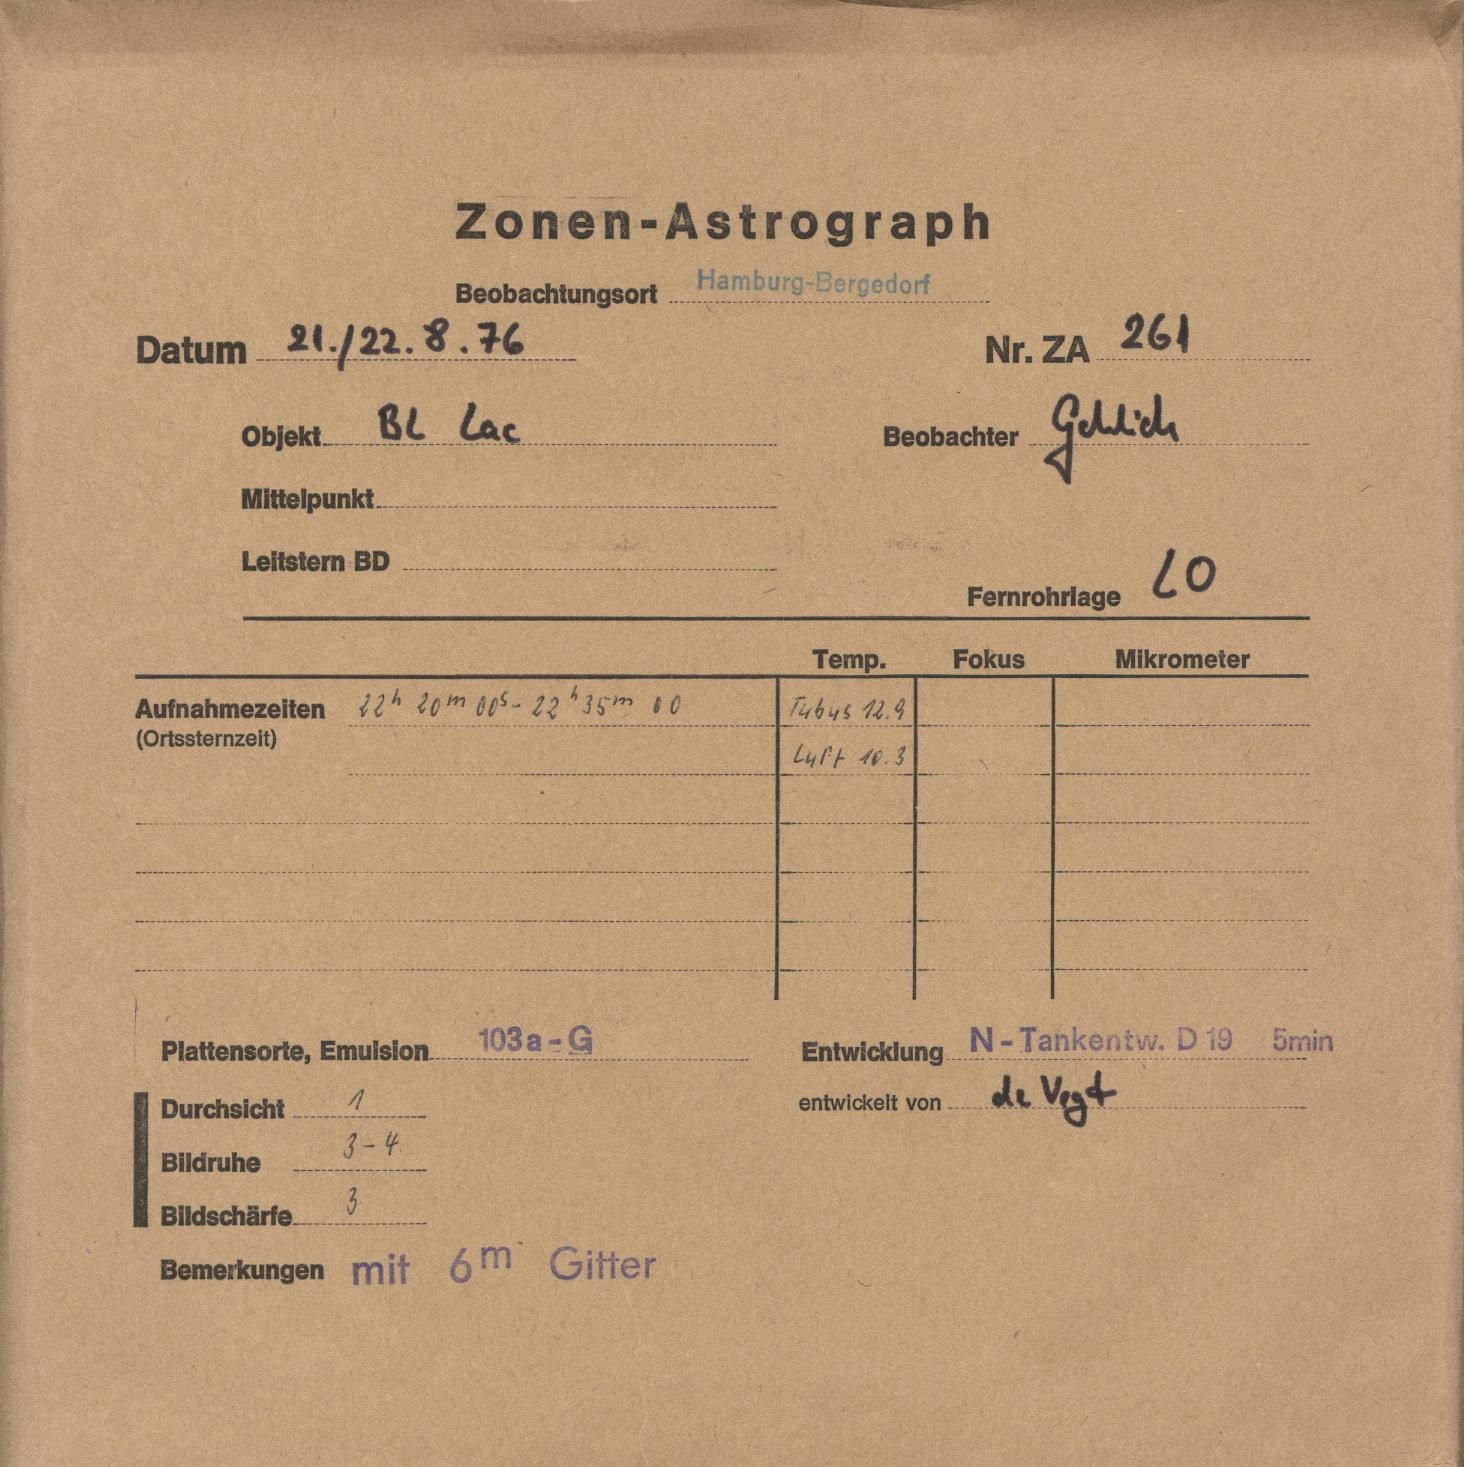 Zonen-Astrograph
Beobachtungsort Hamburg-Bergedorf
Datum 21./22.8.76 Nr. ZA 261
Objekt BL Lac Beobachter
Mittelpunkt
Leitstern BD
Fernrohrlage LO
Temp. Fokus Mikrometer
Aufnahmezeiten 22h 20m 00s - 22h 35m 00 Tubus 12.9
(Ortssternzeit) Luft 10.3
Plattensorte, Emulsion 103a-G Entwicklung N-Tankentw. D 19 5min
Durchsicht 1 entwickelt von de Vegt
Bildruhe 3-4
Bildschärfe 3
Bemerkungen mit 6m Gitter